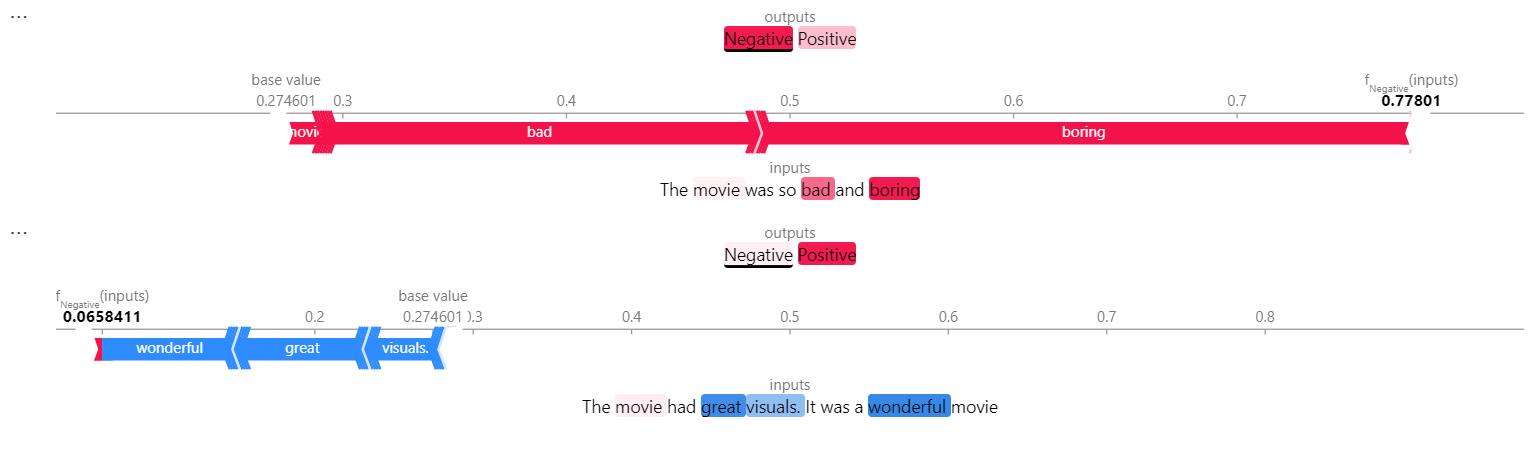 ...
outputs
Negative Positive
base value
fNegative(inputs)
0.274601 0.3 0.4 0.5 0.6 0.7 0.77801
bad boring
inputs
The movie was so bad and boring
...
outputs
Negative Positive
fNegative(inputs) base value
0.0658411 0.2 0.274601 0.4 0.5 0.6 0.7 0.8
wonderful great visuals.
inputs
The movie had great visuals. It was a wonderful movie